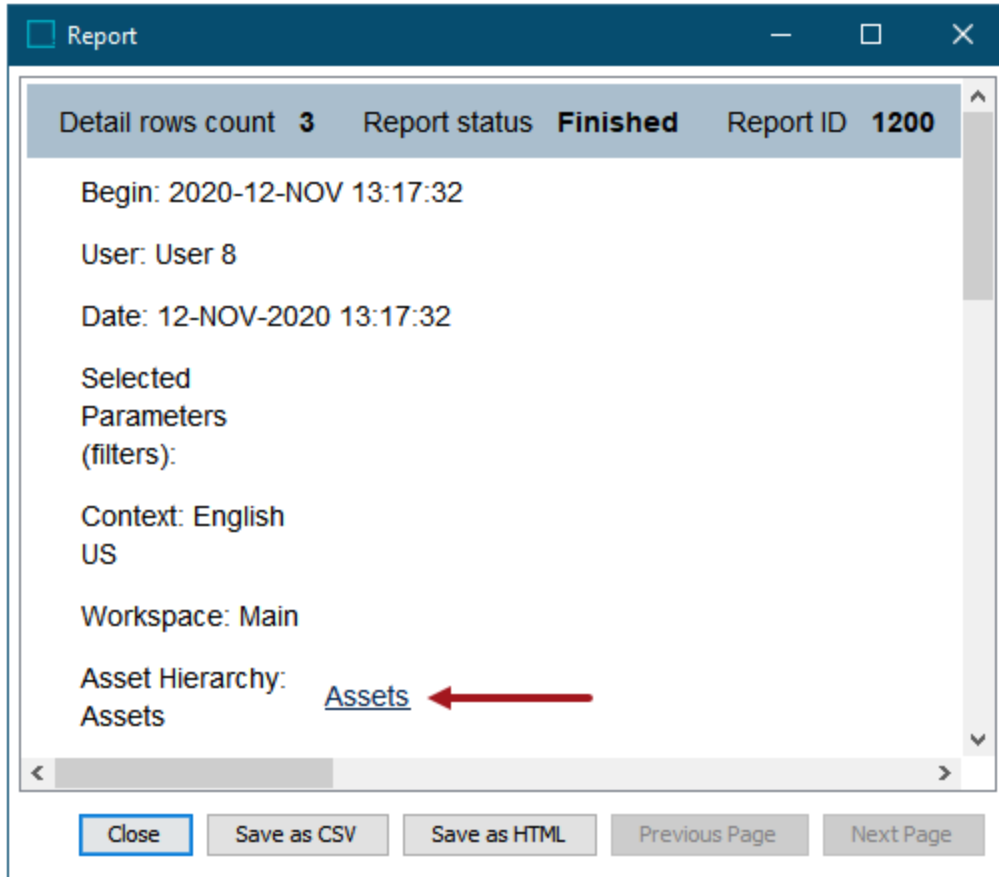 Report
Detail rows count 3 Report status Finished Report ID 1200
Begin: 2020-12-NOV 13:17:32
User: User 8
Date: 12-NOV-2020 13:17:32
Selected
Parameters
(filters):
Context: English
US
Workspace: Main
Asset Hierarchy:
Assets
Assets
Close Save as CSV Save as HTML Previous Page Next Page